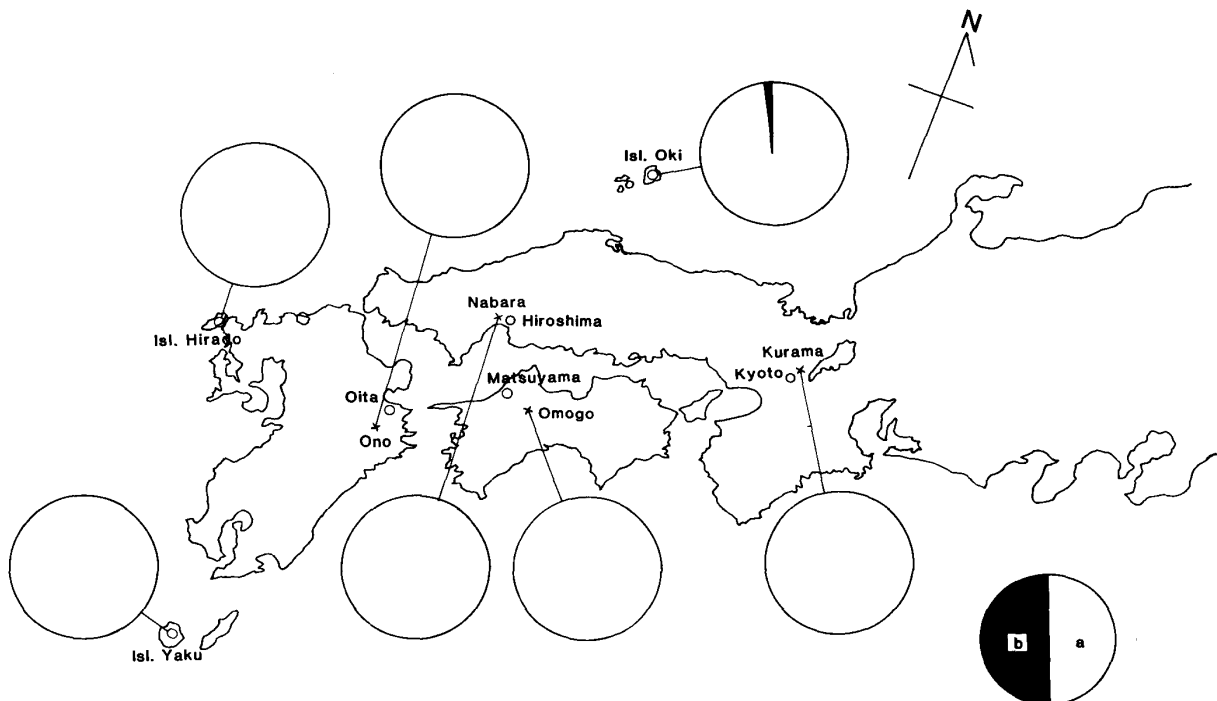 N
Isl. Oki
Nabara
Hiroshima
Isl. Hirado
Kurama
Kyoto
Matsuyama
Oita
Omogo
Ono
b
a
Isl. Yaku